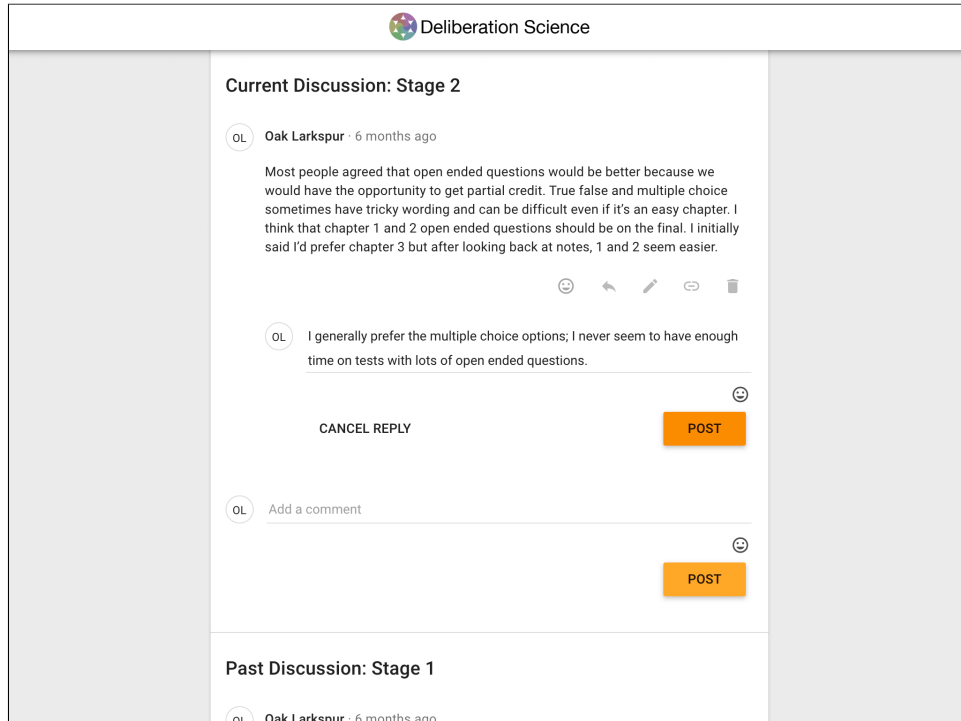 Deliberation Science
Current Discussion: Stage 2
OL Oak Larkspur · 6 months ago
Most people agreed that open ended questions would be better because we
would have the opportunity to get partial credit. True false and multiple choice
sometimes have tricky wording and can be difficult even if it's an easy chapter. I
think that chapter 1 and 2 open ended questions should be on the final. I initially
said I'd prefer chapter 3 but after looking back at notes, 1 and 2 seem easier.
OL I generally prefer the multiple choice options; I never seem to have enough
time on tests with lots of open ended questions.
CANCEL REPLY POST
OL Add a comment
POST
Past Discussion: Stage 1
OL Oak Larkspur · 6 months ago